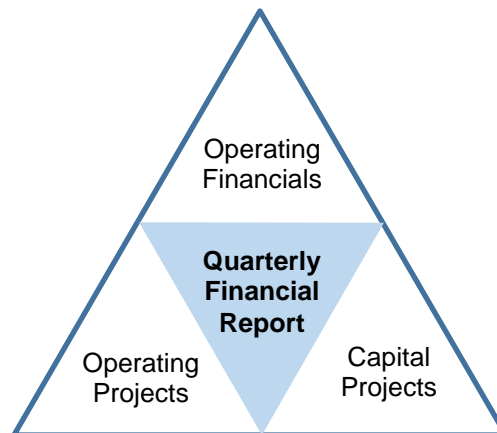 Operating
Financials
Quarterly
Financial
Report
Operating
Projects
Capital
Projects